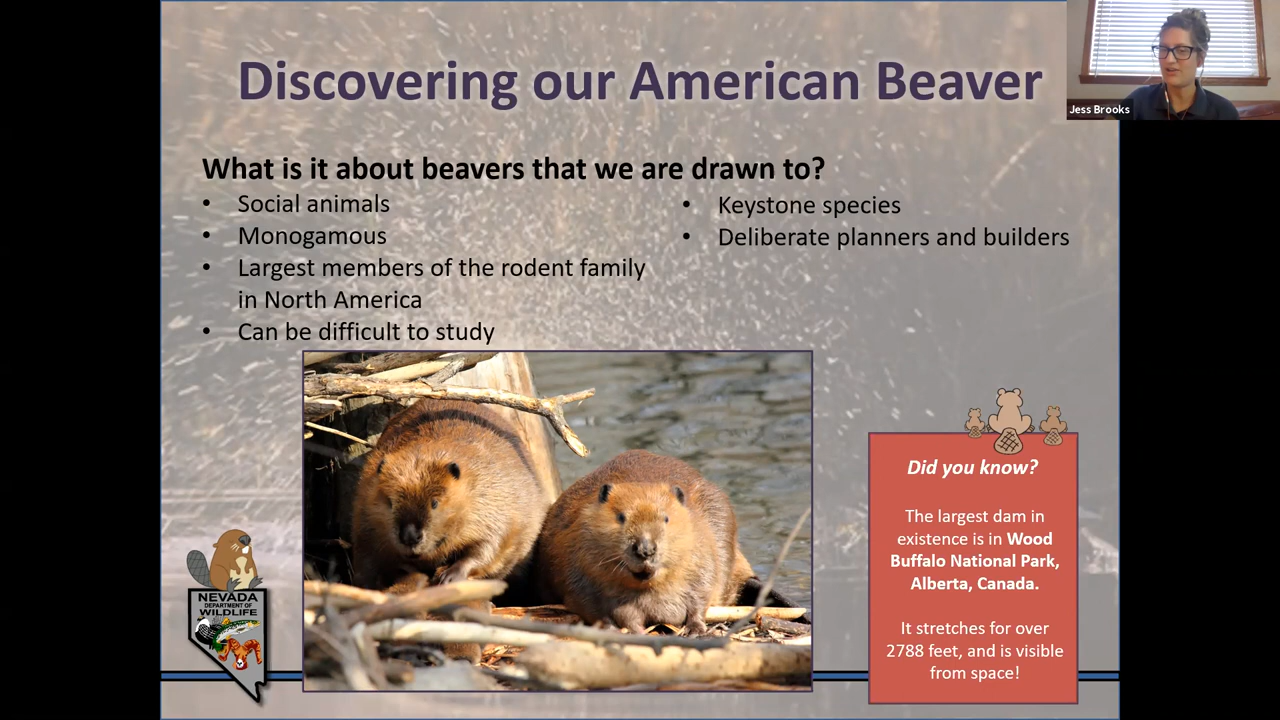 Discovering our American Beaver
Jess Brooks
What is it about beavers that we are drawn to?
• Social animals
• Monogamous
• Largest members of the rodent family
in North America
• Can be difficult to study
• Keystone species
• Deliberate planners and builders
Did you know?
The largest dam in
existence is in Wood
Buffalo National Park,
Alberta, Canada.
It stretches for over
2788 feet, and is visible
from space!
NEVADA
DEPARTMENT OF
WILDLIFE